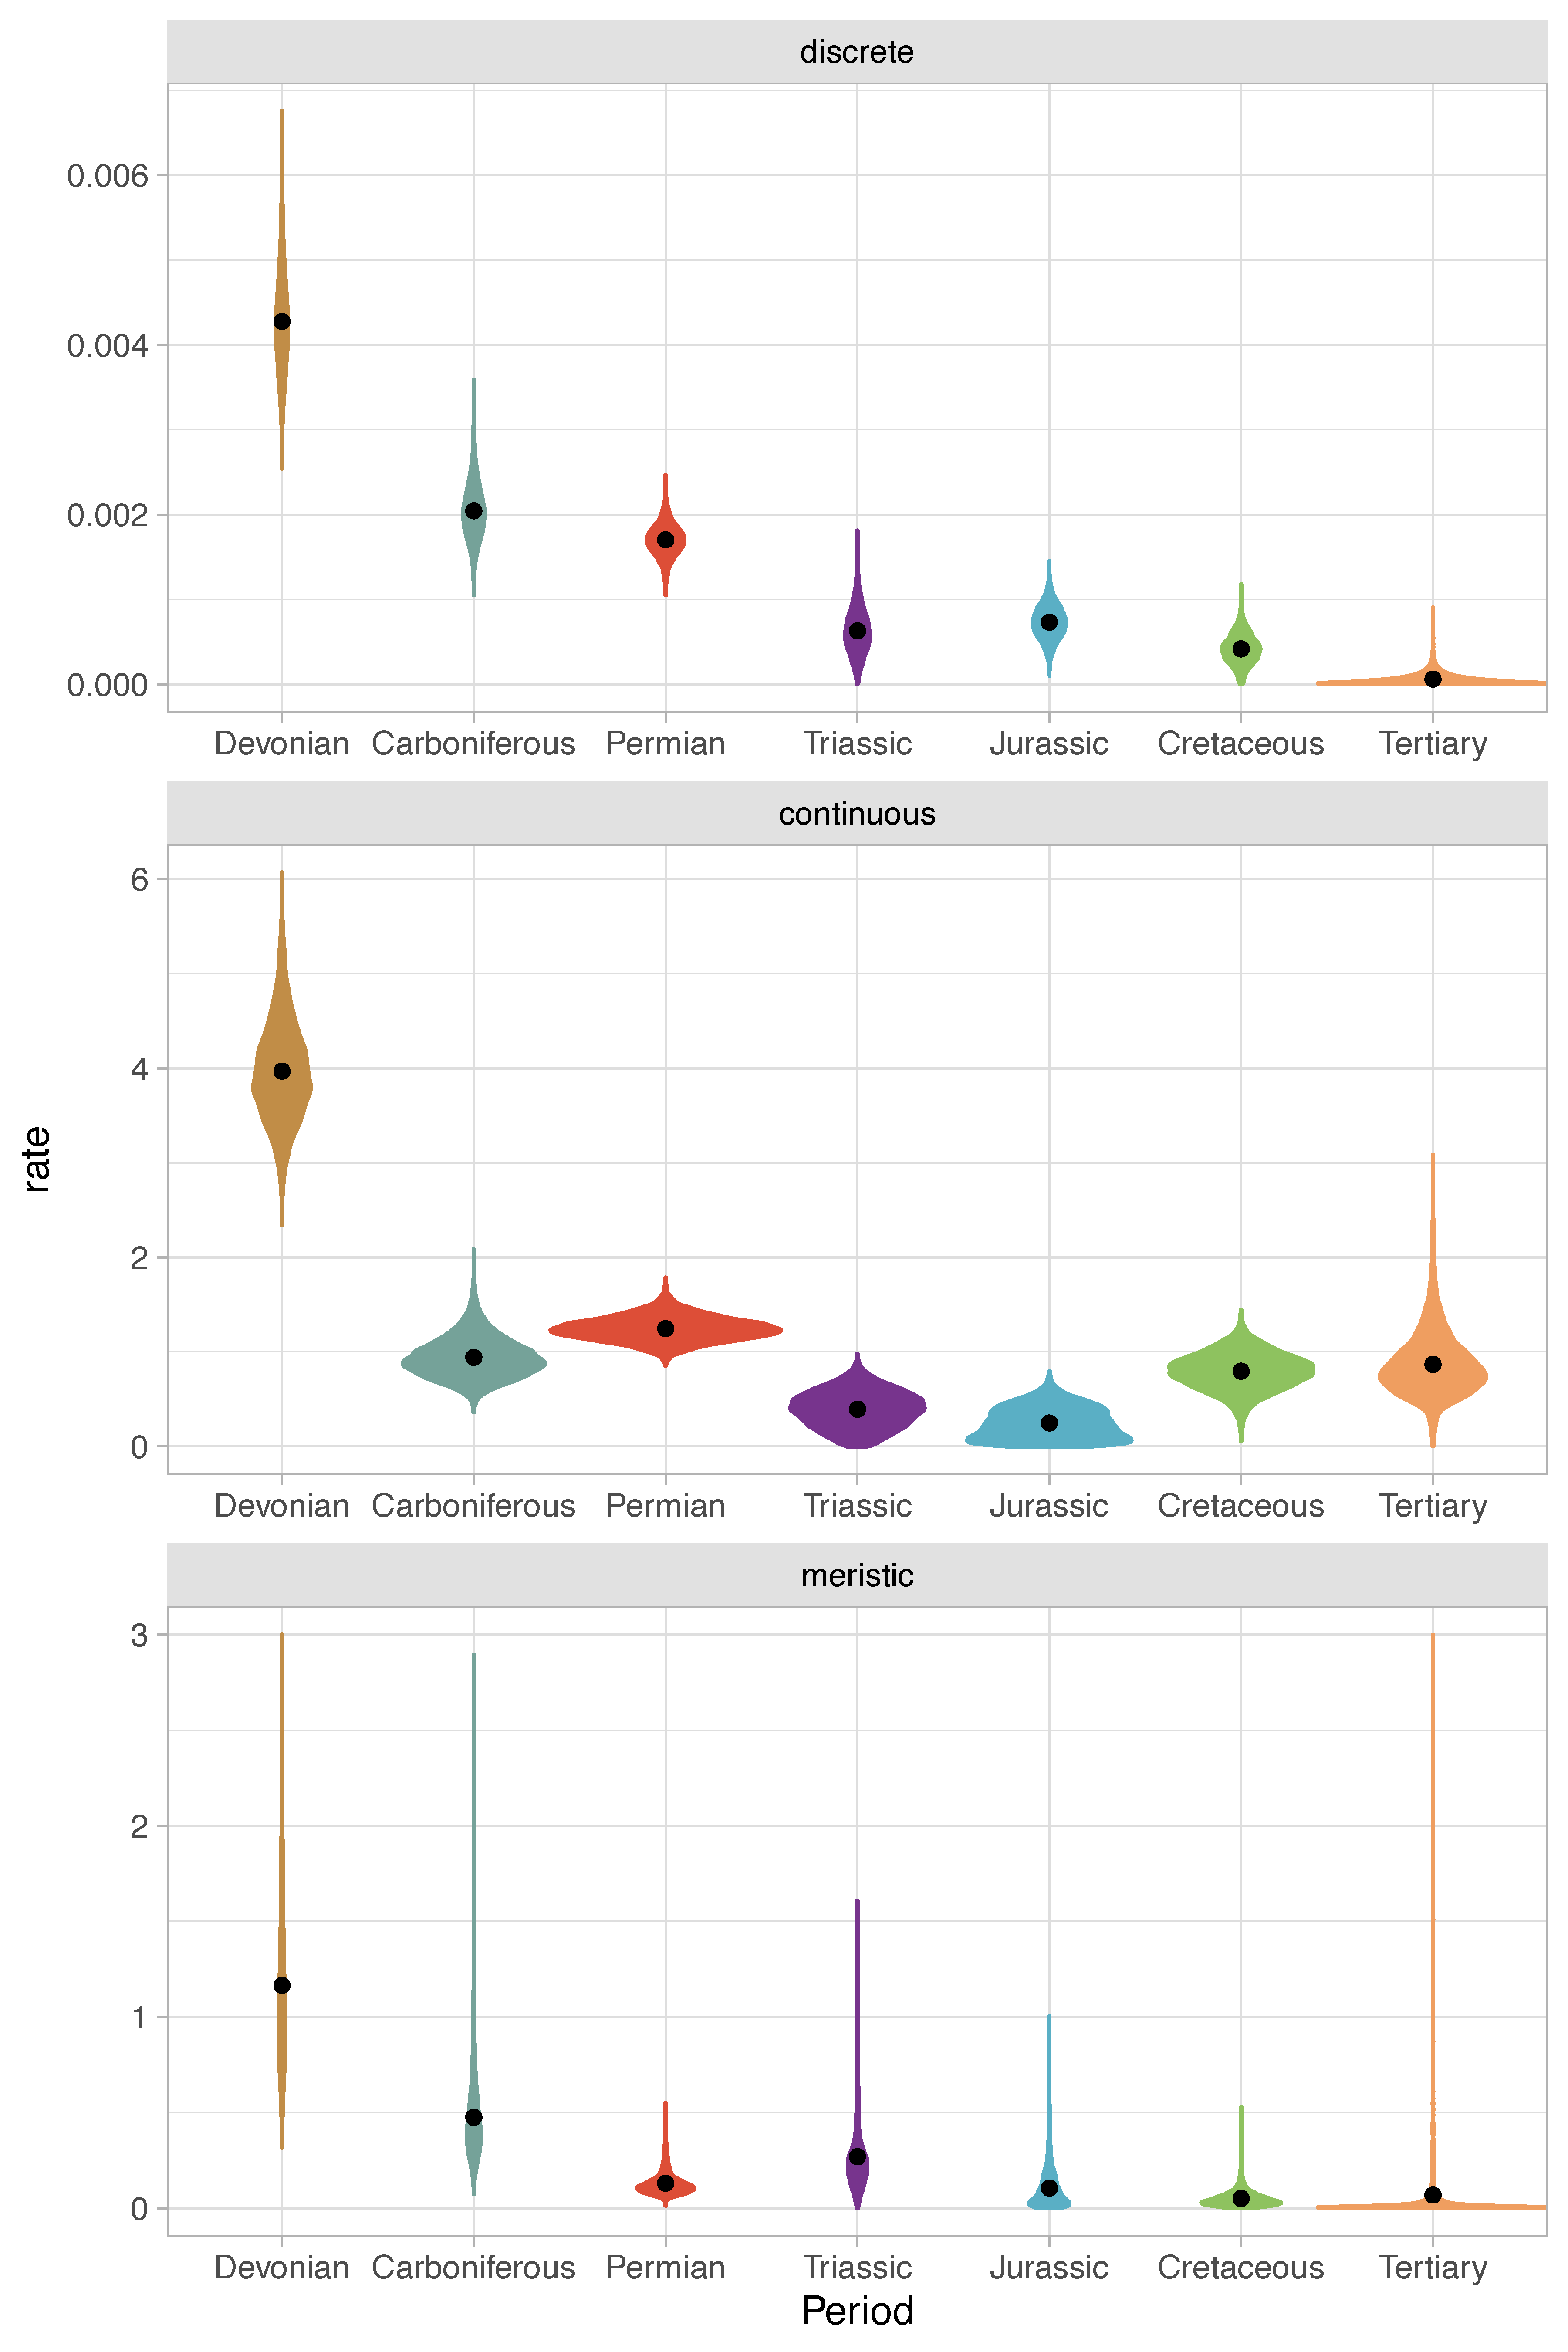 discrete
0.006
0.004
0.002
0.000
Devonian Carboniferous Permian Triassic Jurassic Cretaceous Tertiary
continuous
6
4
2
0
Devonian Carboniferous Permian Triassic Jurassic Cretaceous Tertiary
rate
meristic
3
2
1
0
Devonian Carboniferous Permian Triassic Jurassic Cretaceous Tertiary
Period